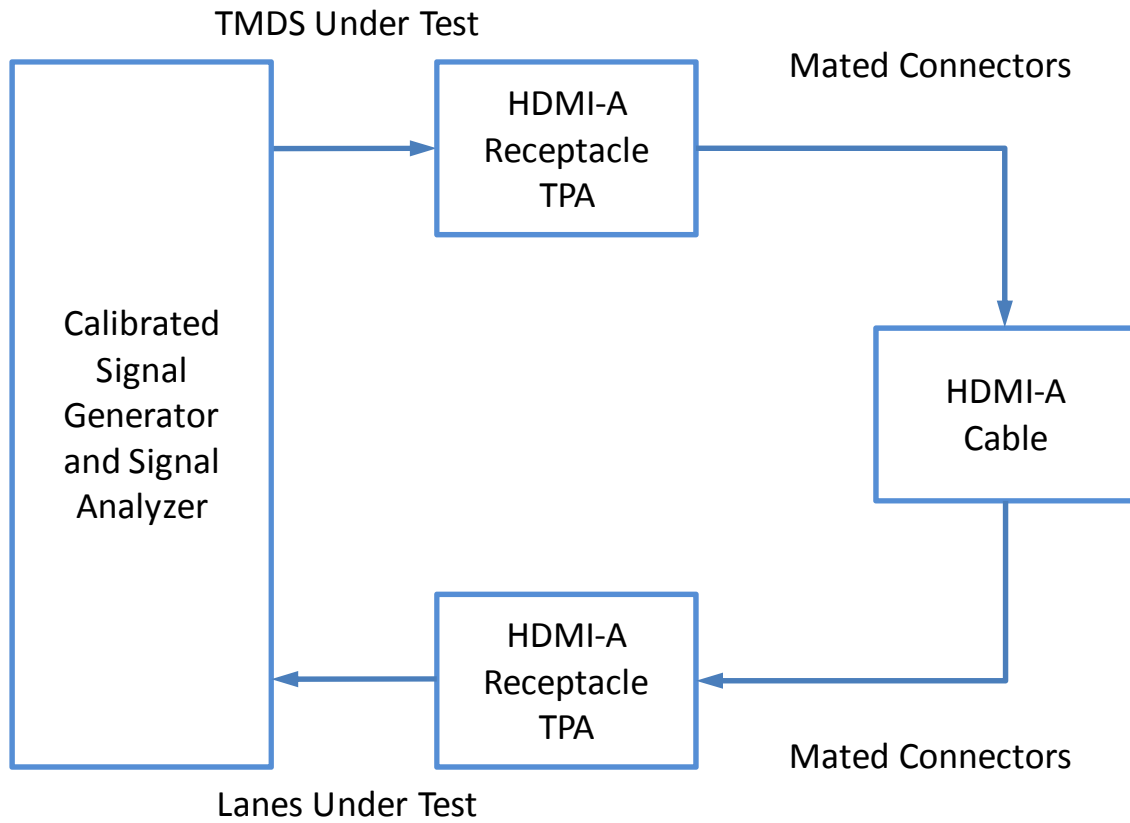 TMDS Under Test
Mated Connectors
HDMI-A
Receptacle
TPA
Calibrated
Signal
Generator
and Signal
Analyzer
HDMI-A
Cable
HDMI-A
Receptacle
TPA
Mated Connectors
Lanes Under Test